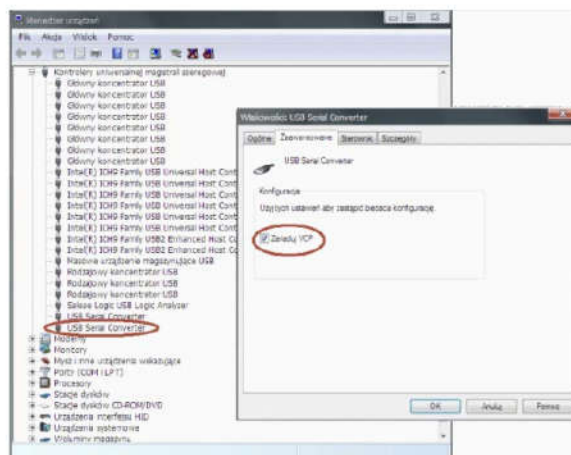 Menedżer urządzeń
Plik Akcja Widok Pomoc
Kontrolery uniwersalnej magistrali szeregowej
Główny koncentrator USB
Główny koncentrator USB
Główny koncentrator USB
Główny koncentrator USB
Główny koncentrator USB
Główny koncentrator USB
Główny koncentrator USB
Główny koncentrator USB
Intel(R) ICH9 Family USB Universal Host Cont
Intel(R) ICH9 Family USB Universal Host Cont
Intel(R) ICH9 Family USB Universal Host Cont
Intel(R) ICH9 Family USB Universal Host Cont
Intel(R) ICH9 Family USB Universal Host Cont
Intel(R) ICH9 Family USB Universal Host Cont
Intel(R) ICH9 Family USB2 Enhanced Host Co
Intel(R) ICH9 Family USB2 Enhanced Host Co
Masowe urządzenie magazynujące USB
Rodzajowy koncentrator USB
Rodzajowy koncentrator USB
Rodzajowy koncentrator USB
Saleae Logic USB Logic Analyzer
USB Serial Converter
USB Serial Converter
Modemy
Monitory
Mysz i inne urządzenia wskazujące
Porty (COM i LPT)
Procesory
Stacje dysków
Stacje dysków CD-ROM/DVD
Urządzenia interfejsu HID
Urządzenia systemowe
Woluminy magazynu
Właściwości: USB Serial Converter
Ogólne Zaawansowane Sterownik Szczegóły
USB Serial Converter
Konfiguracja
Użyj tych ustawień aby zastąpić bieżącą konfigurację.
Załaduj VCP
OK Anuluj Pomoc